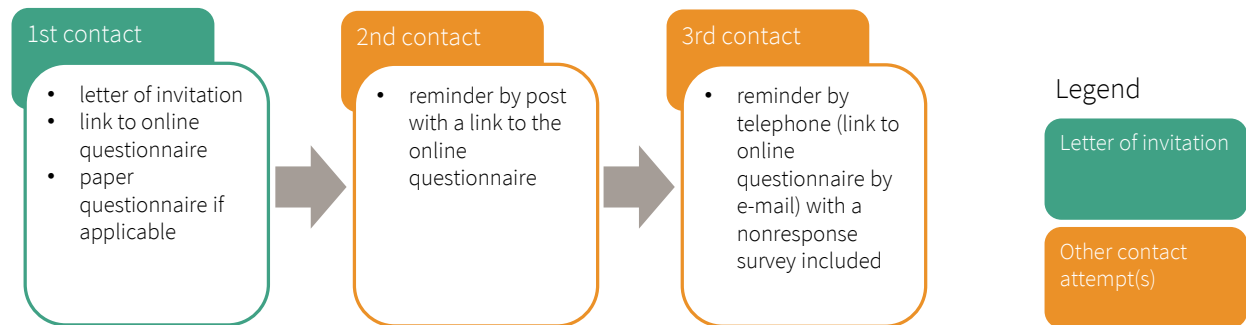 1st contact
• letter of invitation
• link to online
questionnaire
• paper
questionnaire if
applicable
2nd contact
• reminder by post
with a link to the
online
questionnaire
3rd contact
• reminder by
telephone (link to
online
questionnaire by
e-mail) with a
nonresponse
survey included
Legend
Letter of invitation
Other contact
attempt(s)